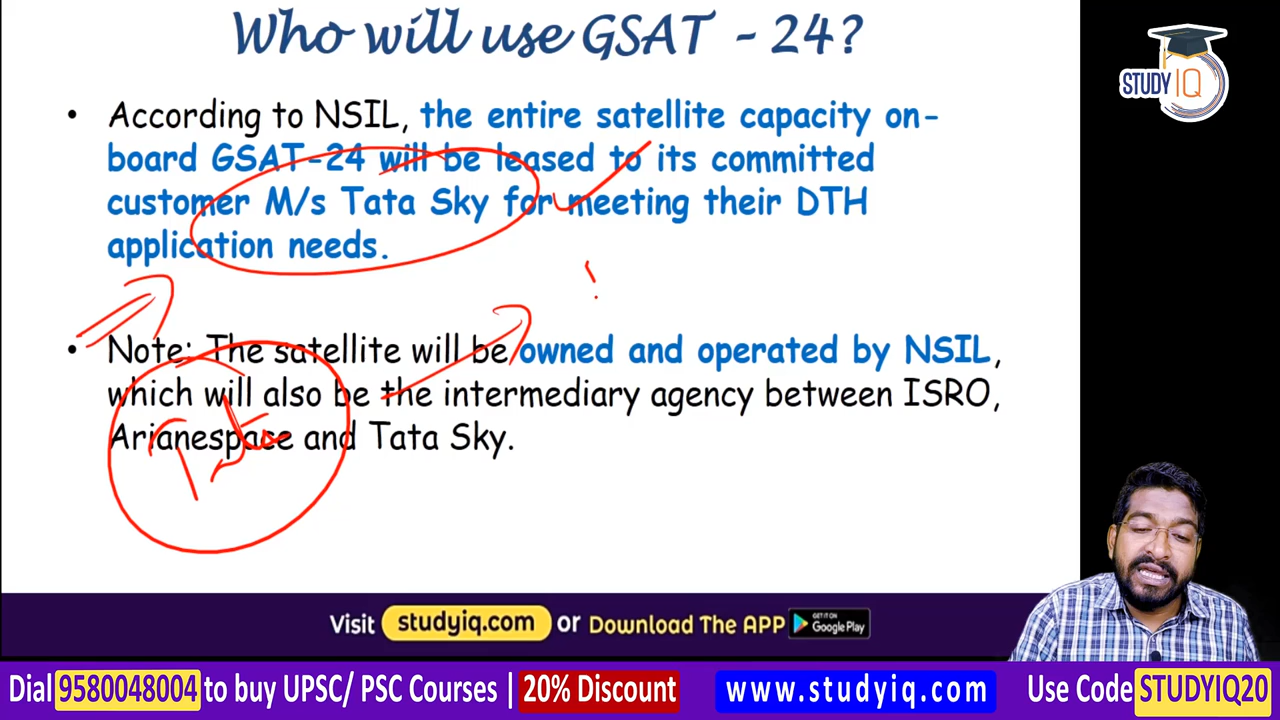 Who will use GSAT - 24?
STUDY IQ
• According to NSIL, the entire satellite capacity on-
board GSAT-24 will be leased to its committed
customer M/s Tata Sky for meeting their DTH
application needs.
• Note: The satellite will be owned and operated by NSIL,
which will also be the intermediary agency between ISRO,
Arianespace and Tata Sky.
Tata
Visit studyiq.com or Download The APP GET IT ON Google Play
Dial 9580048004 to buy UPSC/ PSC Courses | 20% Discount www.studyiq.com Use Code STUDYIQ20